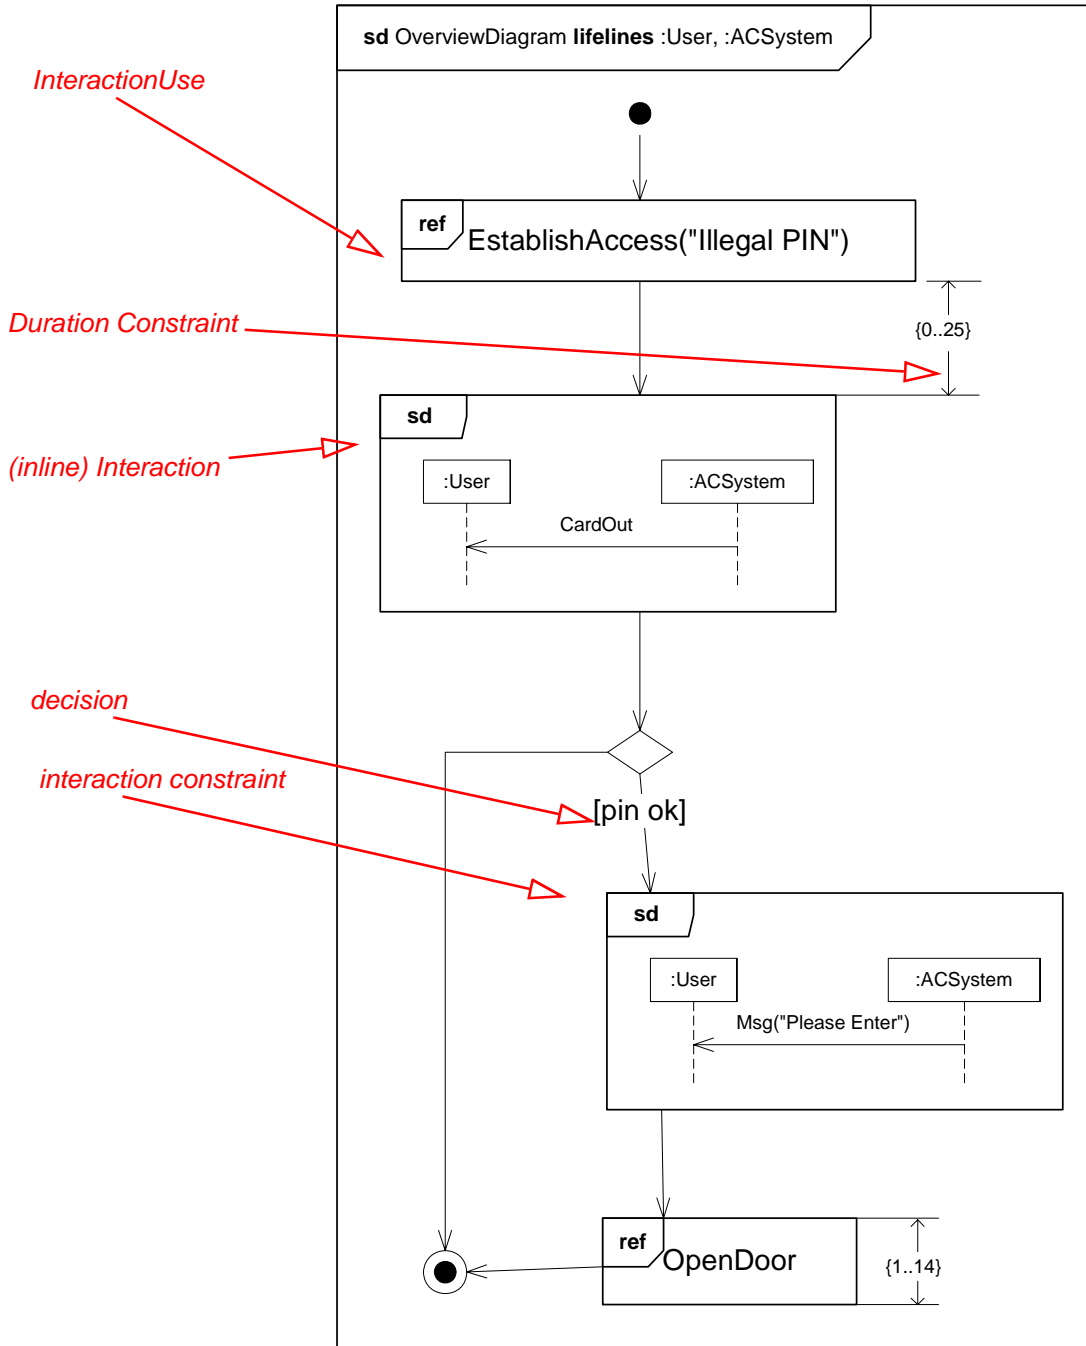 sd OverviewDiagram lifelines :User, :ACSystem
InteractionUse
ref
EstablishAccess("Illegal PIN")
Duration Constraint
{0..25}
sd
(inline) Interaction
:User
:ACSystem
CardOut
decision
interaction constraint
[pin ok]
sd
:User
:ACSystem
Msg("Please Enter")
ref
OpenDoor
{1..14}